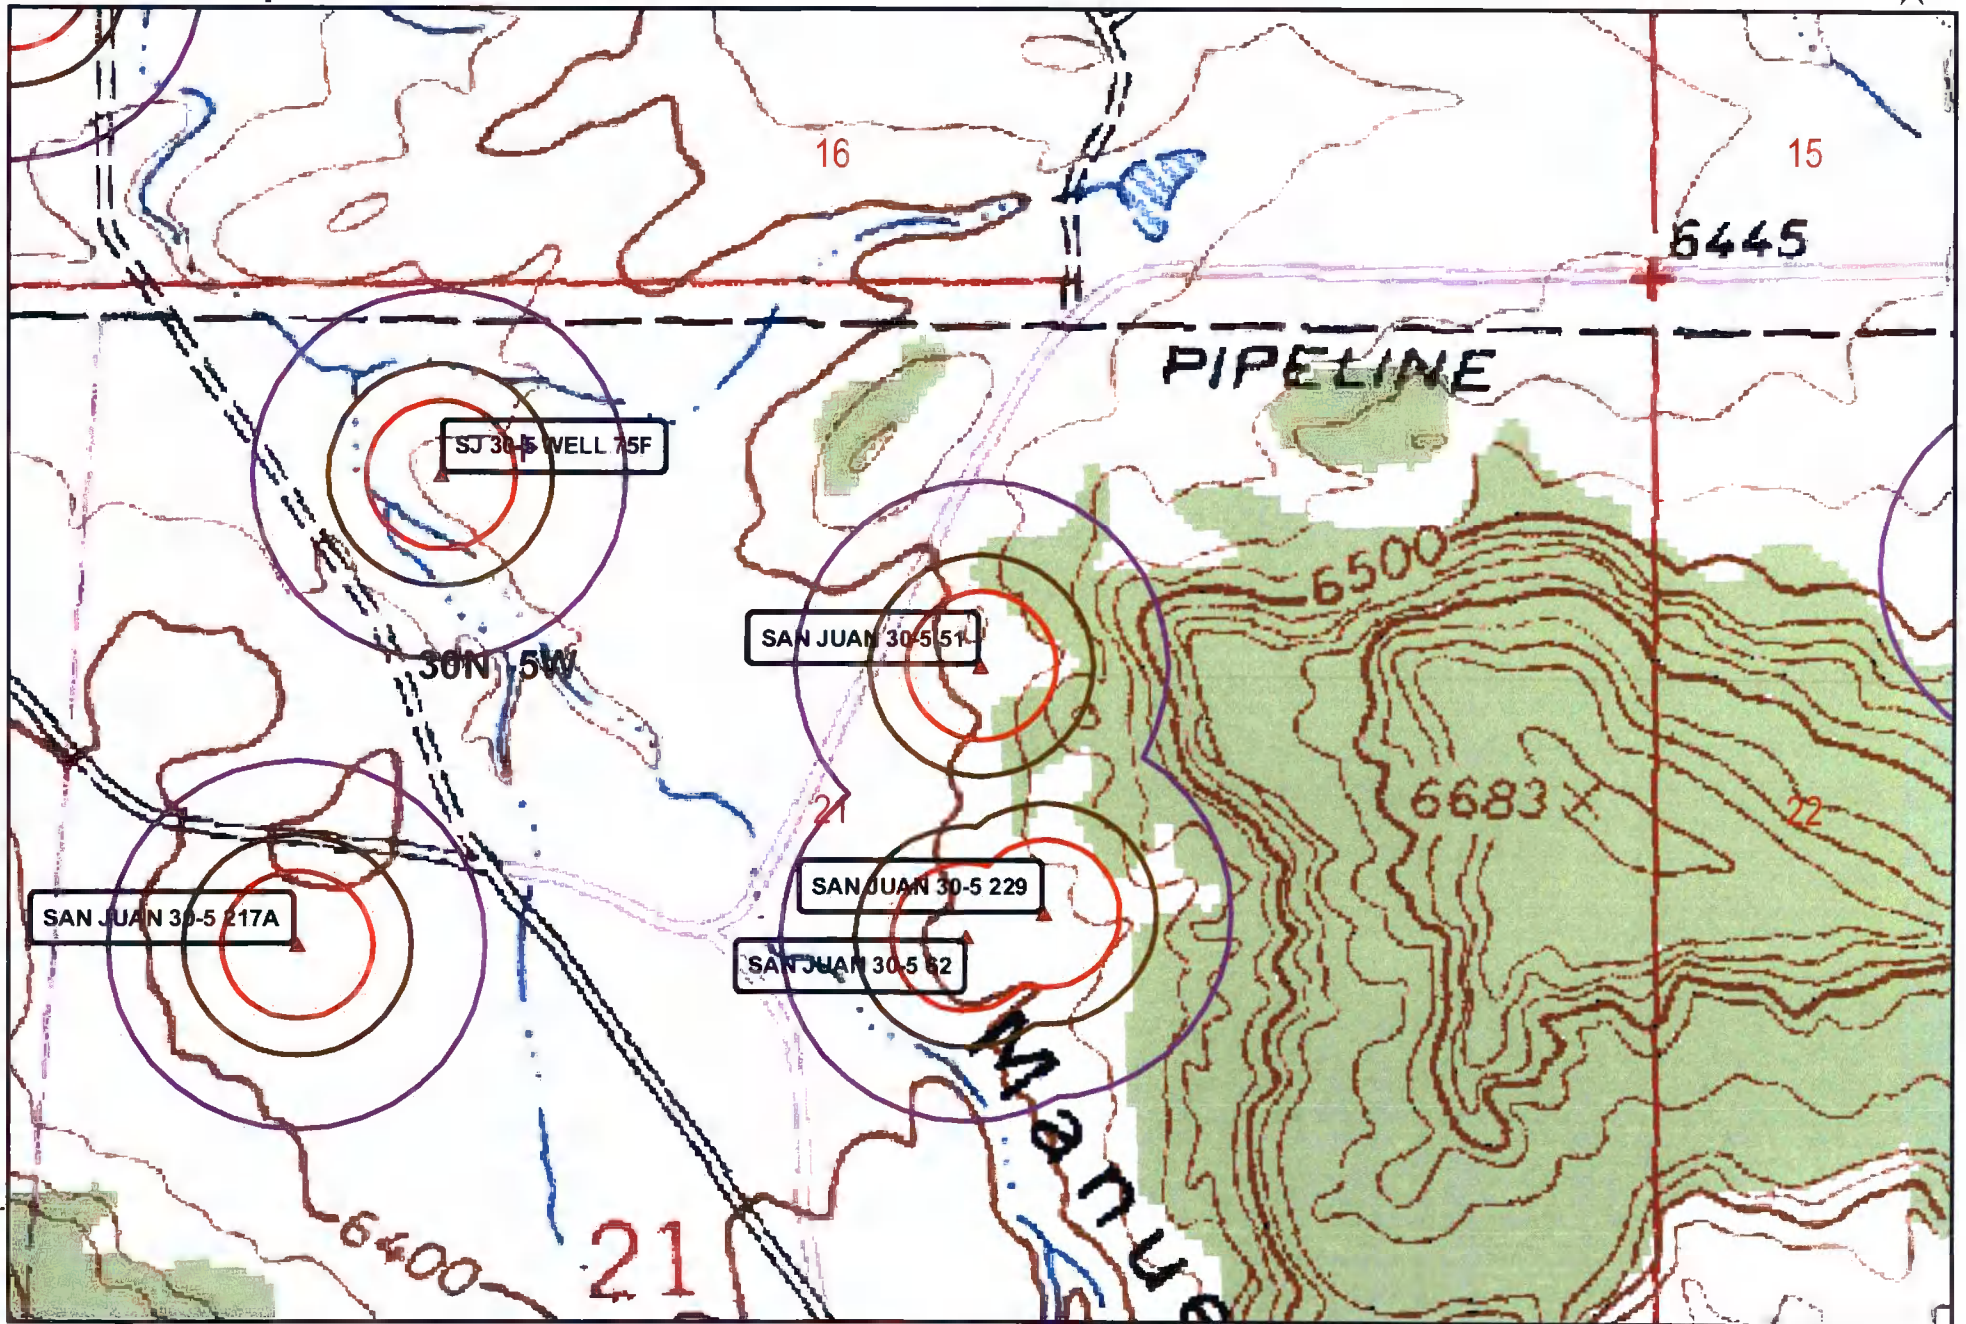 16
15
6445
PIPELINE
SJ 30-5 WELL 75F
6500
SAN JUAN 30-5 51
30N 5W
6683
21
22
SAN JUAN 30-5 229
SAN JUAN 30-5 217A
SAN JUAN 30-5 62
Manue
6400
21